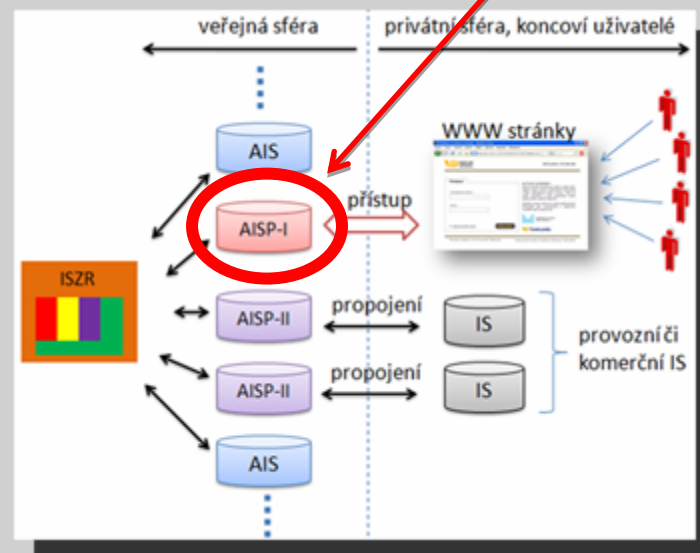 veřejná sféra
privátní sféra, koncoví uživatelé
AIS
WWW stránky
AISP-I
přístup
ISZR
AISP-II
propojení
IS
provozní či
komerční IS
AISP-II
propojení
IS
AIS